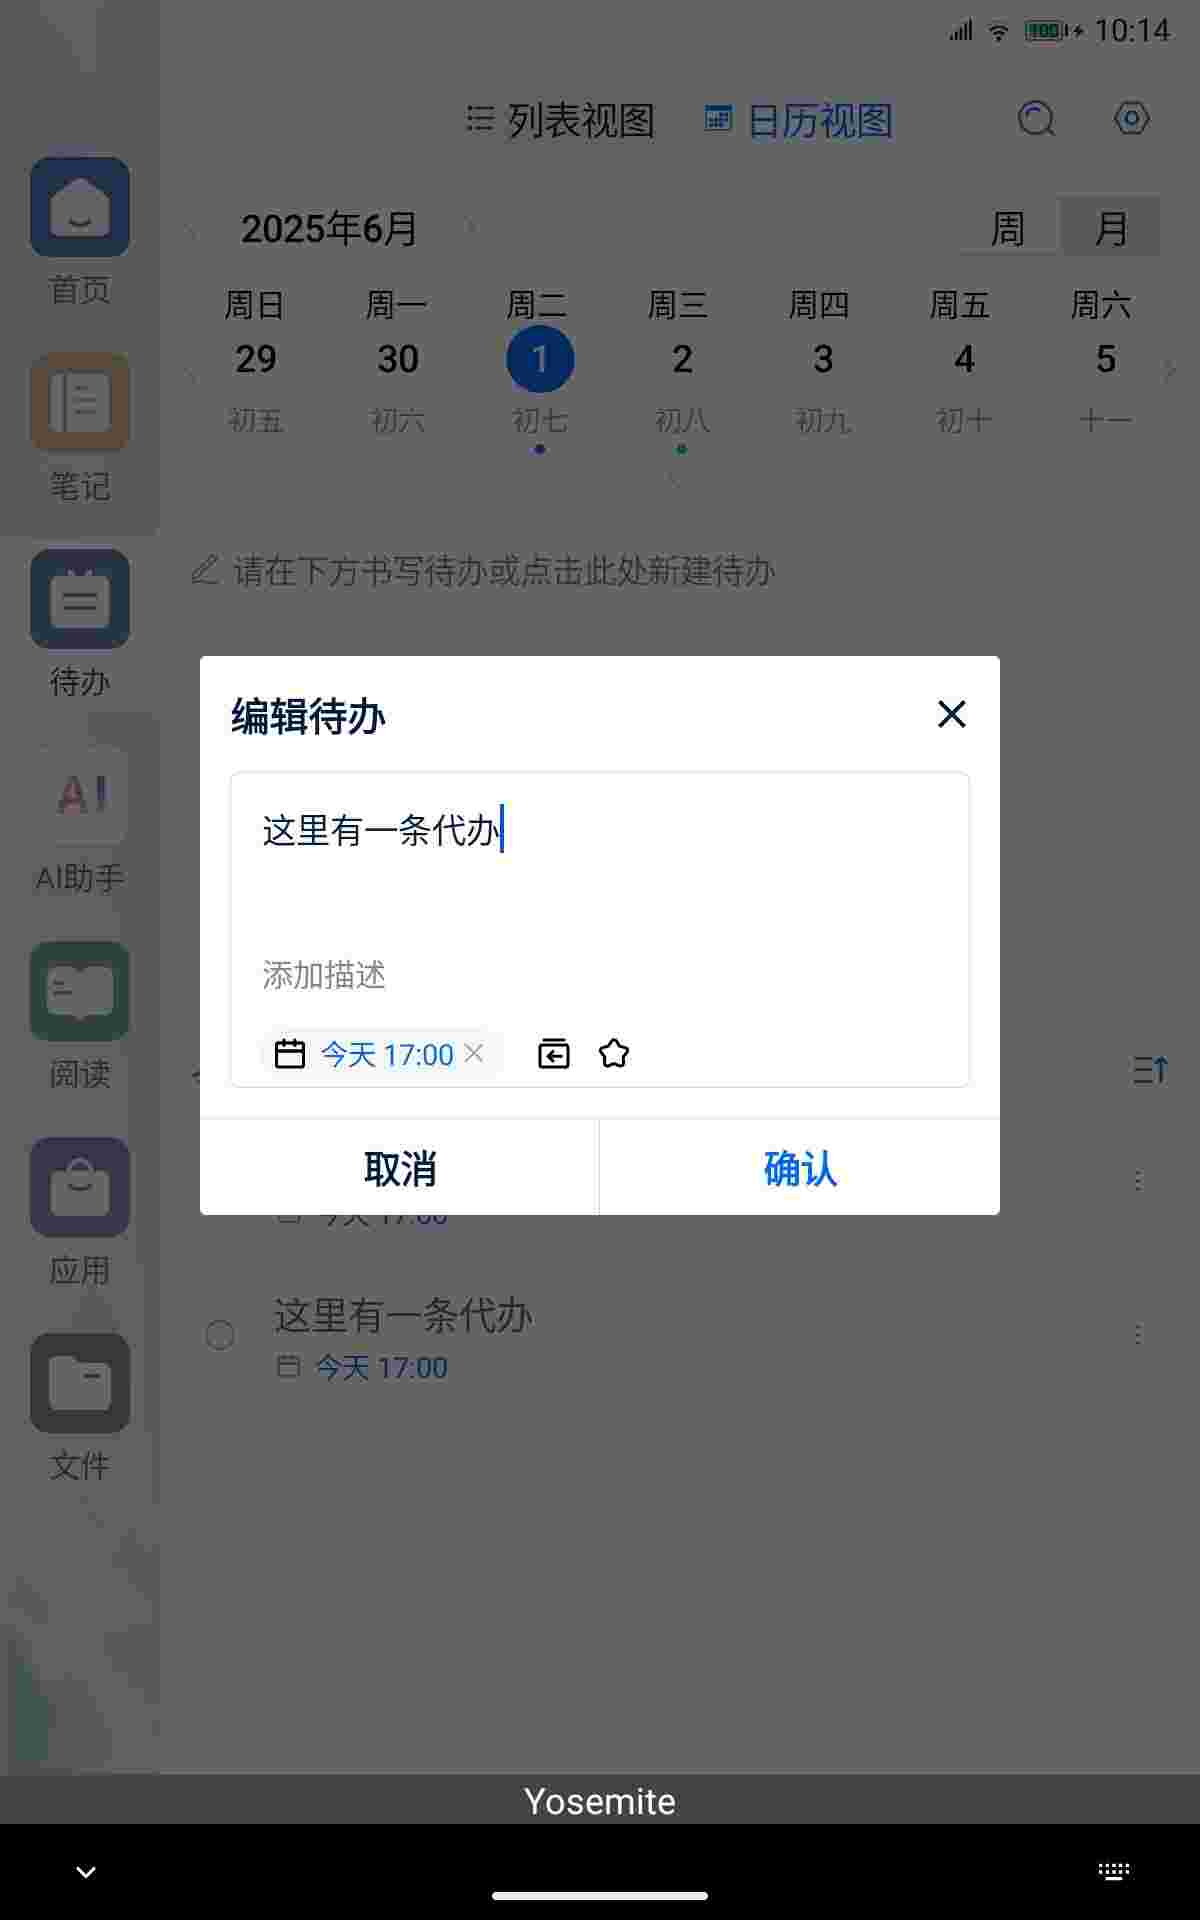 10:14
列表视图 日历视图
2025年6月 周 月
周日 周一 周二 周三 周四 周五 周六
29 30 1 2 3 4 5
初五 初六 初七 初八 初九 初十 十一
请在下方书写待办或点击此处新建待办
首页
笔记
待办
AI
AI助手
阅读
应用
文件
编辑待办
这里有一条代办
添加描述
今天 17:00
取消 确认
今天 17:00
这里有一条代办
今天 17:00
Yosemite